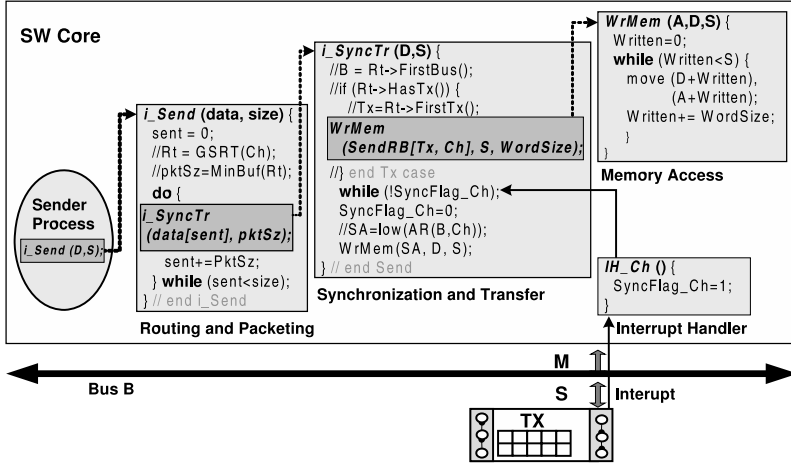 SW Core
Sender
Process
i_Send (D,S);
i_Send (data, size) {
sent = 0;
//Rt = GSRT(Ch);
//pktSz=MinBuf(Rt);
do {
i_SyncTr
(data[sent], pktSz);
sent+=PktSz;
} while (sent<size);
} // end i_Send
Routing and Packeting
i_SyncTr (D,S) {
//B = Rt->FirstBus();
//if (Rt->HasTx()) {
//Tx=Rt->FirstTx();
WrMem
(SendRB[Tx, Ch], S, WordSize);
//} end Tx case
while (!SyncFlag_Ch);
SyncFlag_Ch=0;
//SA=low(AR(B,Ch));
WrMem(SA, D, S);
} // end Send
Synchronization and Transfer
WrMem (A,D,S) {
Written=0;
while (Written<S) {
move (D+Written),
(A+Written);
Written+= WordSize;
}
}
Memory Access
IH_Ch () {
SyncFlag_Ch=1;
}
Interrupt Handler
M
Bus B
S
Interupt
TX